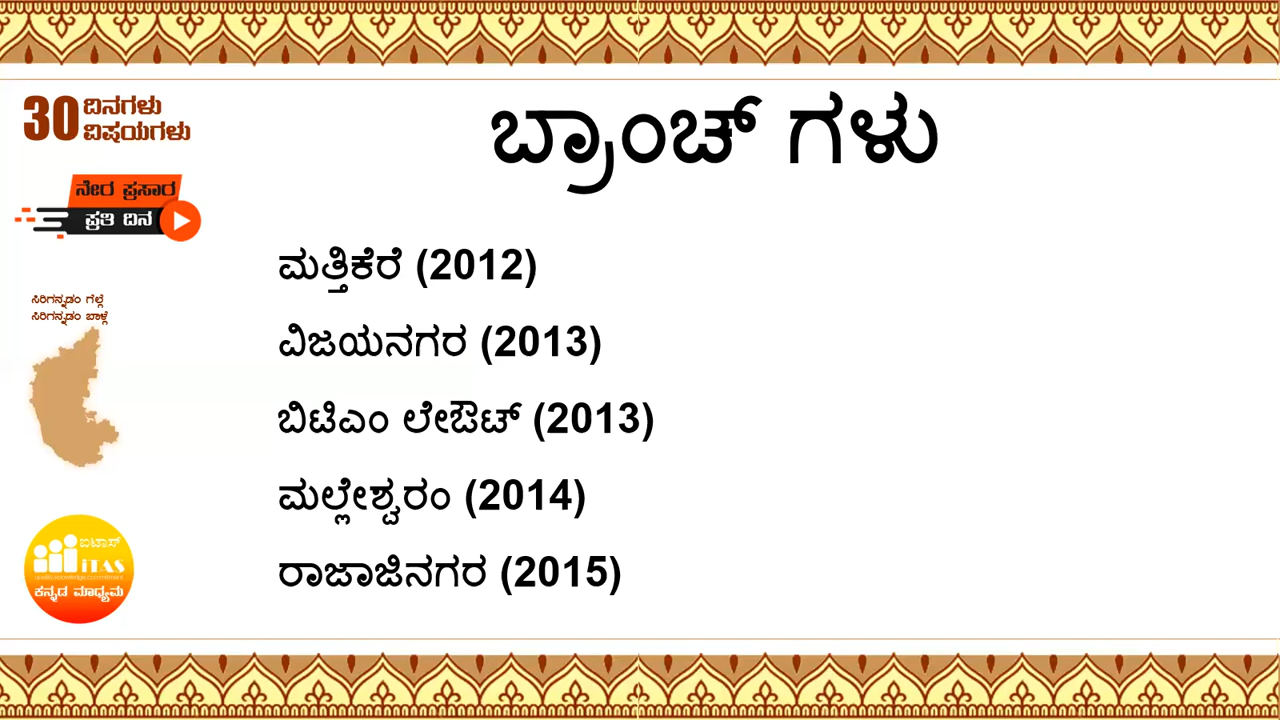 ಬ್ರಾಂಚ್ ಗಳು
30 ದಿನಗಳು
ವಿಷಯಗಳು
ನೇರ ಪ್ರಸಾರ
ಪ್ರತಿ ದಿನ
ಸಿರಿಗನ್ನಡಂ ಗೆಲ್ಗೆ
ಸಿರಿಗನ್ನಡಂ ಬಾಳ್ಗೆ
ಮತ್ತಿಕೆರೆ (2012)
ವಿಜಯನಗರ (2013)
ಬಿಟಿಎಂ ಲೇಔಟ್ (2013)
ಮಲ್ಲೇಶ್ವರಂ (2014)
ರಾಜಾಜಿನಗರ (2015)
ಐಟಾಸ್
iTAS
ಕನ್ನಡ ಮಾಧ್ಯಮ